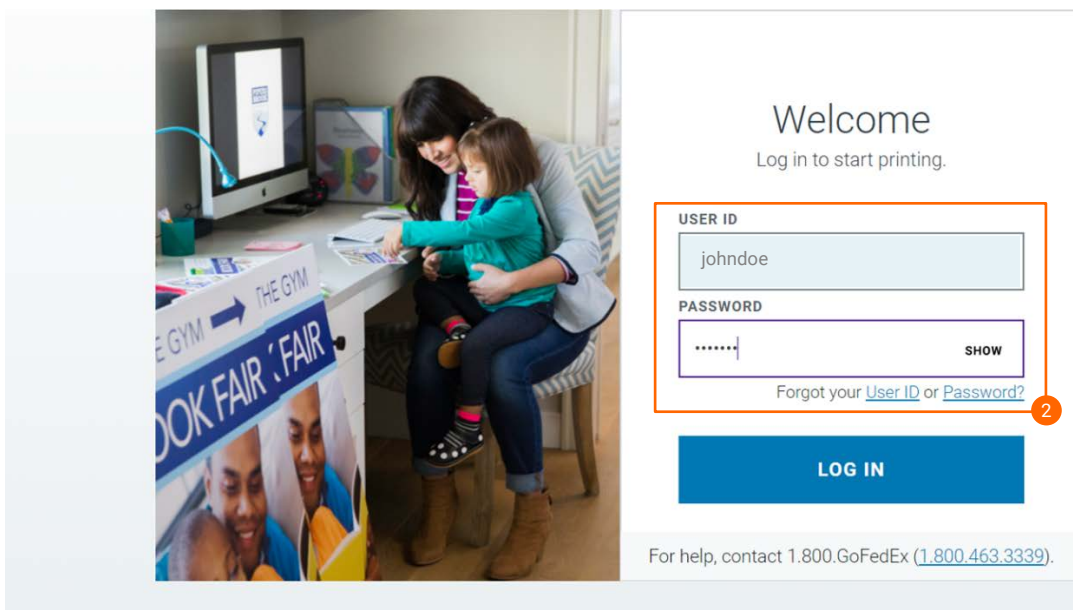 Welcome
Log in to start printing.
USER ID
johndoe
PASSWORD
•••••••
SHOW
Forgot your User ID or Password?
2
LOG IN
For help, contact 1.800.GoFedEx (1.800.463.3339).
THE GYM
E GYM
FAIR
OOK FAIR